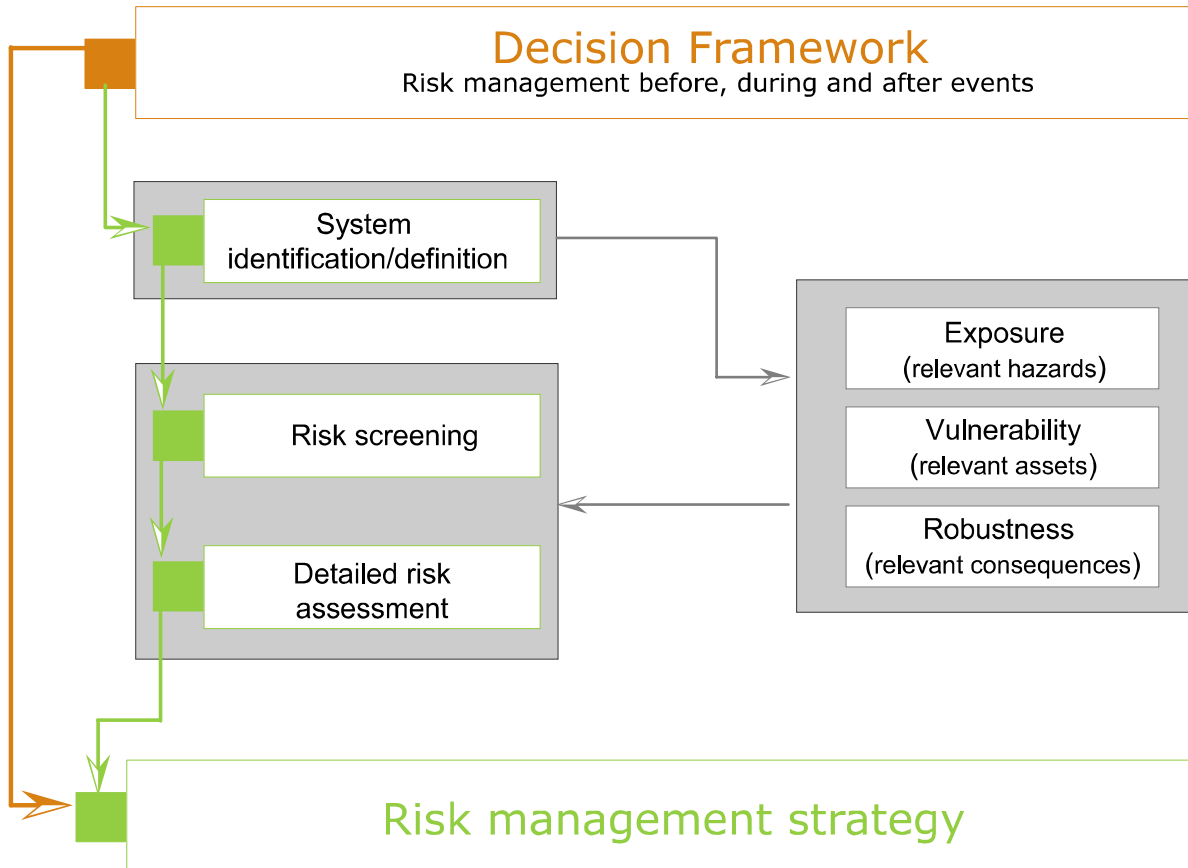 Decision Framework
Risk management before, during and after events
System
identification/definition
Exposure
(relevant hazards)
Vulnerability
(relevant assets)
Robustness
(relevant consequences)
Risk screening
Detailed risk
assessment
Risk management strategy